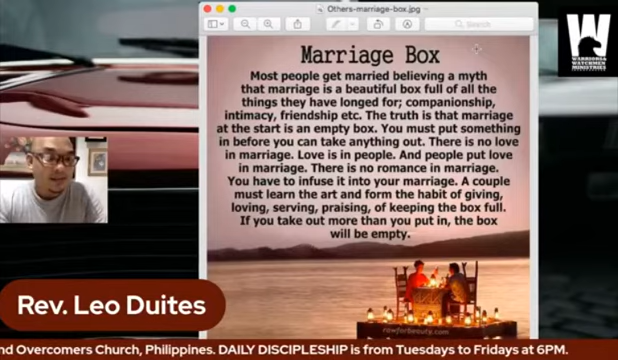 Others-marriage-box.jpg
Search
WARRIORS &
WATCHMEN
MINISTRIES
Marriage Box
Most people get married believing a myth
that marriage is a beautiful box full of all the
things they have longed for; companionship,
intimacy, friendship etc. The truth is that marriage
at the start is an empty box. You must put something
in before you can take anything out. There is no love
in marriage. Love is in people. And people put love
in marriage. There is no romance in marriage.
You have to infuse it into your marriage. A couple
must learn the art and form the habit of giving,
loving, serving, praising, of keeping the box full.
If you take out more than you put in, the box
will be empty.
rawforbeauty.com
Rev. Leo Duites
nd Overcomers Church, Philippines. DAILY DISCIPLESHIP is from Tuesdays to Fridays at 6PM.